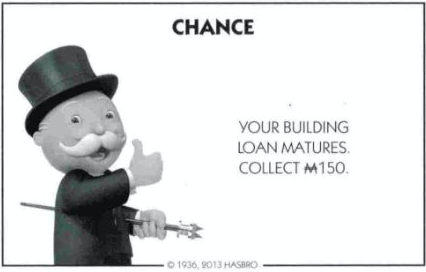 CHANCE
YOUR BUILDING
LOAN MATURES.
COLLECT ₩150.
© 1936, 2013 HASBRO